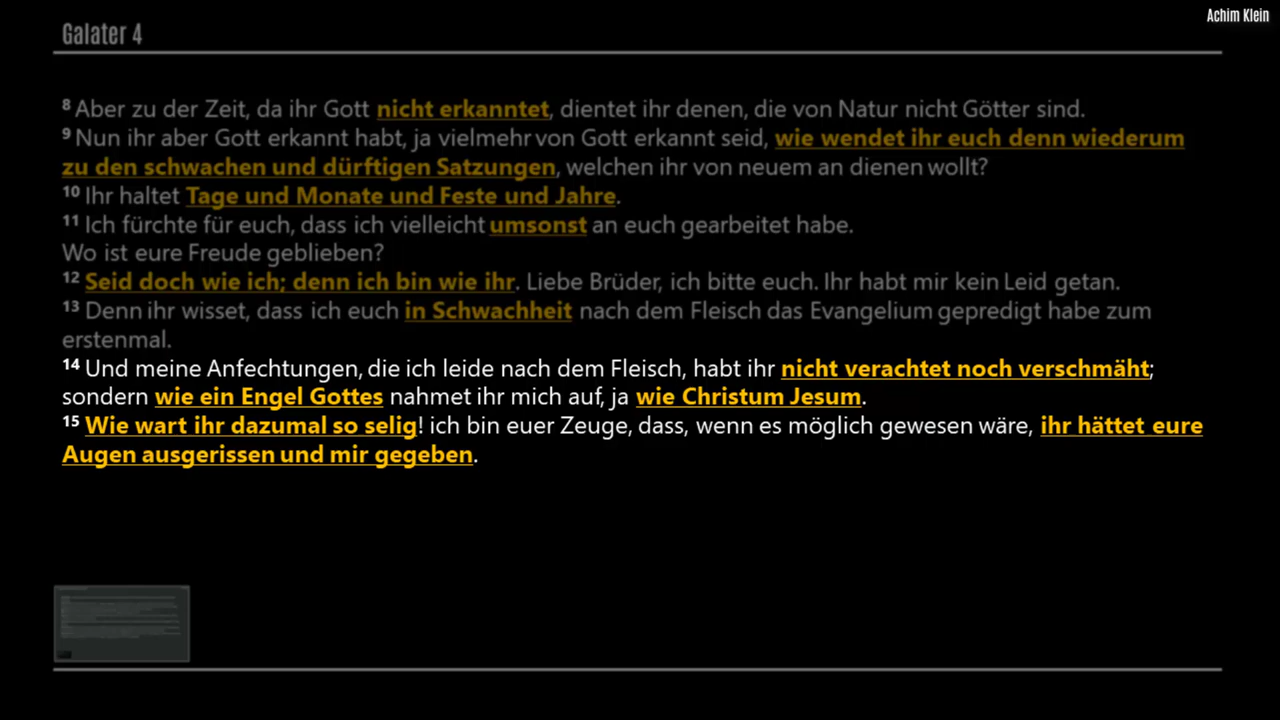 Achim Klein
Galater 4
⁸ Aber zu der Zeit, da ihr Gott nicht erkanntet, dientet ihr denen, die von Natur nicht Götter sind.
⁹ Nun ihr aber Gott erkannt habt, ja vielmehr von Gott erkannt seid, wie wendet ihr euch denn wiederum
zu den schwachen und dürftigen Satzungen, welchen ihr von neuem an dienen wollt?
¹⁰ Ihr haltet Tage und Monate und Feste und Jahre.
¹¹ Ich fürchte für euch, dass ich vielleicht umsonst an euch gearbeitet habe.
Wo ist eure Freude geblieben?
¹² Seid doch wie ich; denn ich bin wie ihr. Liebe Brüder, ich bitte euch. Ihr habt mir kein Leid getan.
¹³ Denn ihr wisset, dass ich euch in Schwachheit nach dem Fleisch das Evangelium gepredigt habe zum
erstenmal.
¹⁴ Und meine Anfechtungen, die ich leide nach dem Fleisch, habt ihr nicht verachtet noch verschmäht;
sondern wie ein Engel Gottes nahmet ihr mich auf, ja wie Christum Jesum.
¹⁵ Wie wart ihr dazumal so selig! ich bin euer Zeuge, dass, wenn es möglich gewesen wäre, ihr hättet eure
Augen ausgerissen und mir gegeben.